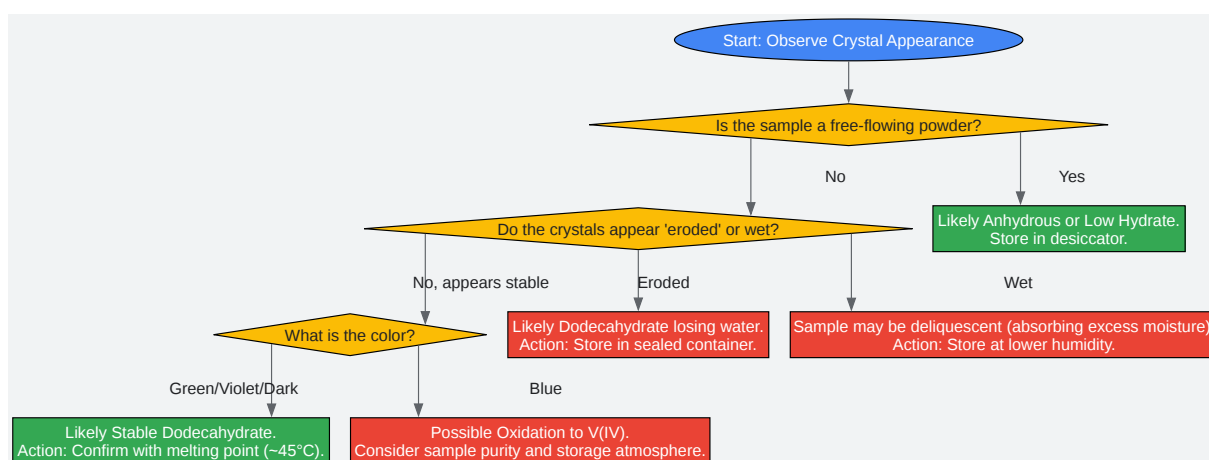 Start: Observe Crystal Appearance
Is the sample a free-flowing powder?
No
Yes
Likely Anhydrous or Low Hydrate.
Store in desiccator.
Do the crystals appear 'eroded' or wet?
No, appears stable
Eroded
Wet
What is the color?
Likely Dodecahydrate losing water.
Action: Store in sealed container.
Sample may be deliquescent (absorbing excess moisture)
Action: Store at lower humidity.
Green/Violet/Dark
Blue
Likely Stable Dodecahydrate.
Action: Confirm with melting point (~45°C).
Possible Oxidation to V(IV).
Consider sample purity and storage atmosphere.